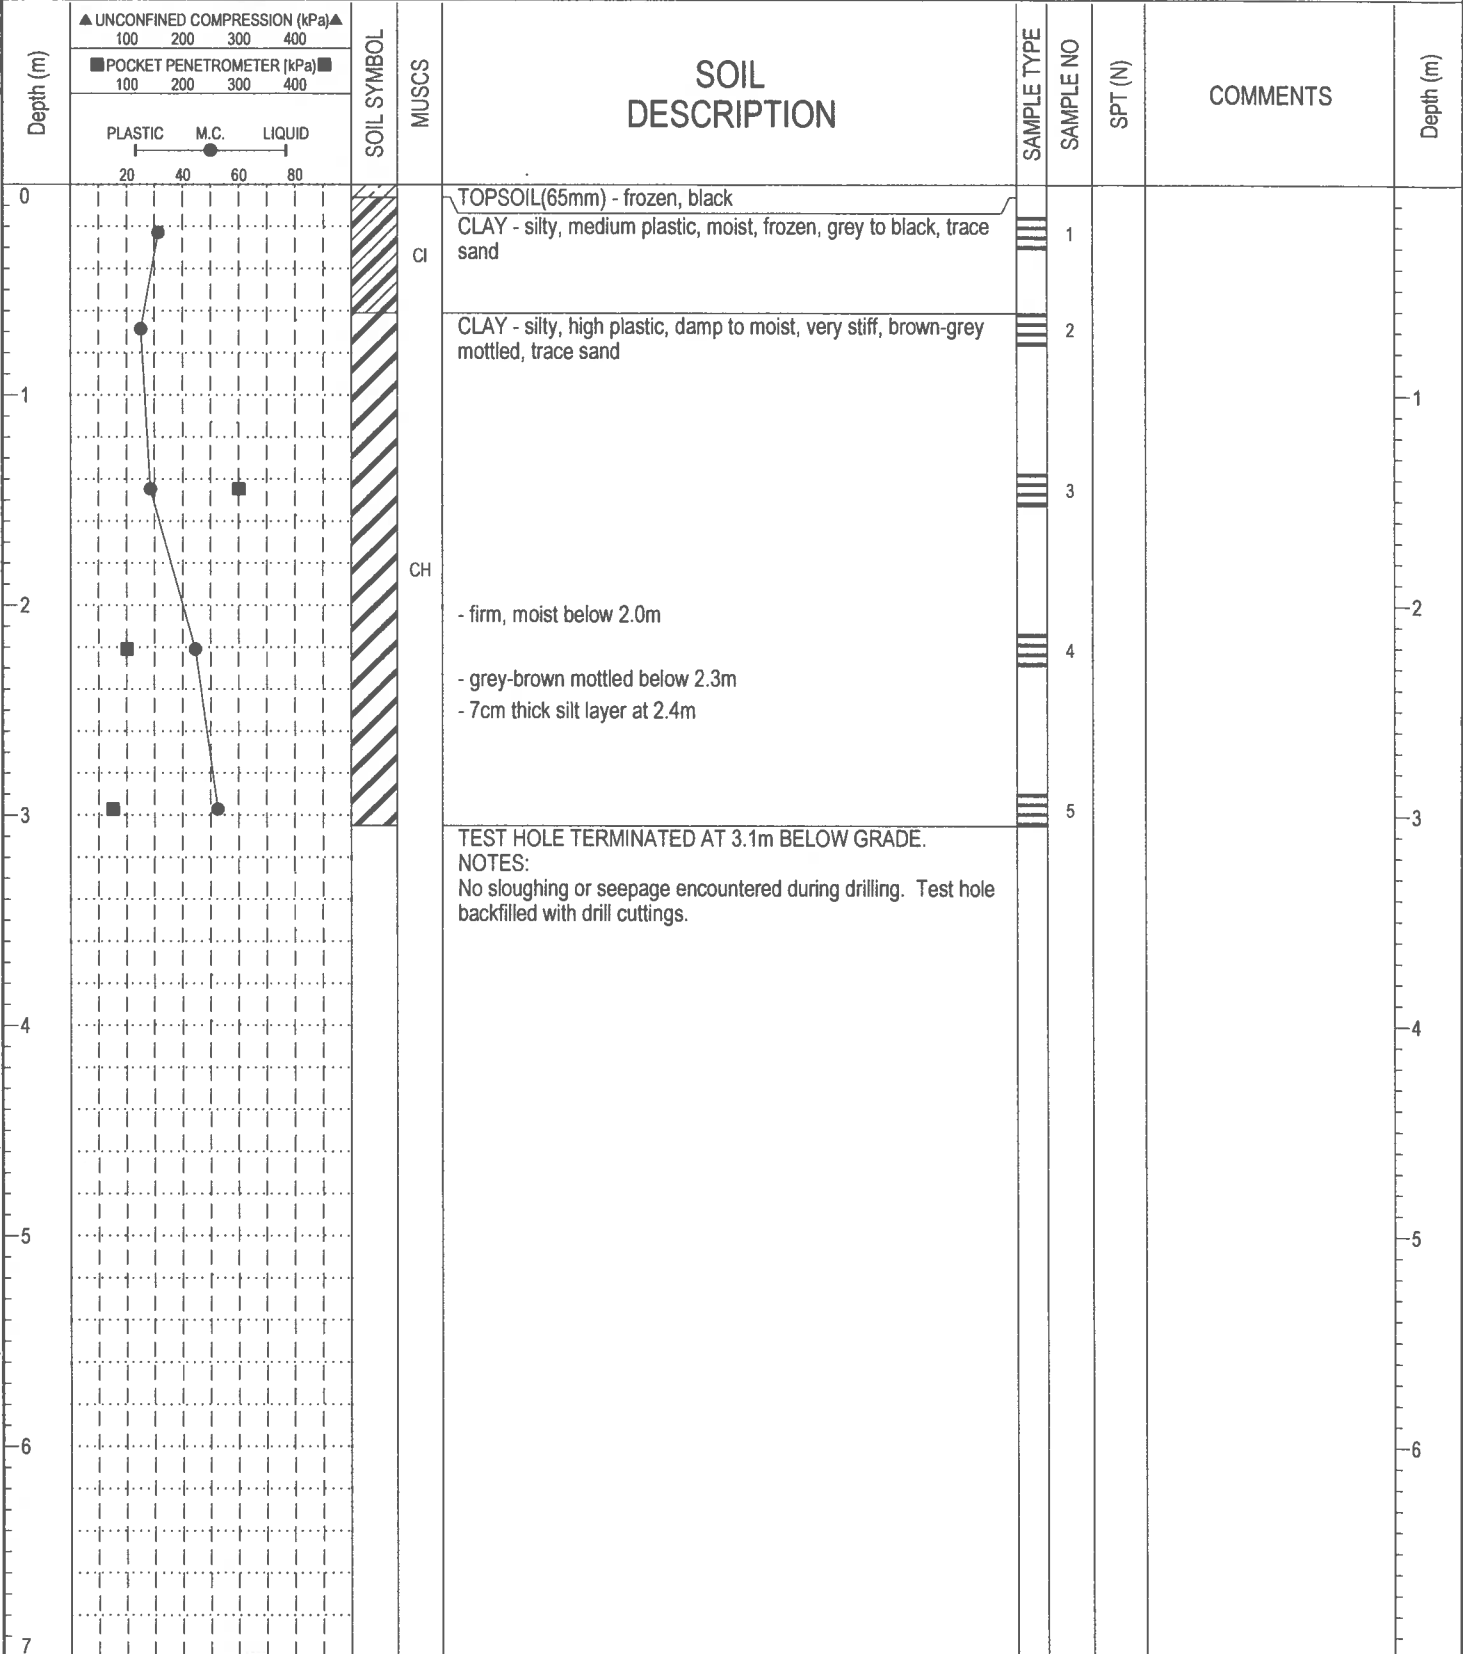 Depth (m)
▲ UNCONFINED COMPRESSION (kPa) ▲
100 200 300 400
■ POCKET PENETROMETER (kPa) ■
100 200 300 400
PLASTIC M.C. LIQUID
20 40 60 80
SOIL SYMBOL
MUSCS
SOIL
DESCRIPTION
SAMPLE TYPE
SAMPLE NO
SPT (N)
COMMENTS
Depth (m)
0
TOPSOIL(65mm) - frozen, black
CLAY - silty, medium plastic, moist, frozen, grey to black, trace
sand
CI
1
CLAY - silty, high plastic, damp to moist, very stiff, brown-grey
mottled, trace sand
2
1
1
3
CH
2
- firm, moist below 2.0m
2
4
- grey-brown mottled below 2.3m
- 7cm thick silt layer at 2.4m
3
5
3
TEST HOLE TERMINATED AT 3.1m BELOW GRADE.
NOTES:
No sloughing or seepage encountered during drilling. Test hole
backfilled with drill cuttings.
4
4
5
5
6
6
7